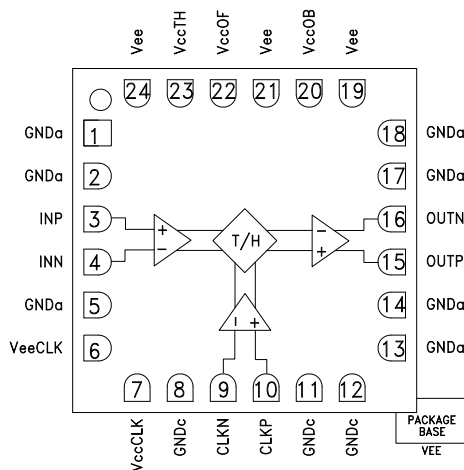 Vee VccTH VccOF Vee VccOB Vee
24 23 22 21 20 19
GNDa 1 18 GNDa
GNDa 2 17 GNDa
INP 3 + T/H − 16 OUTN
INN 4 − + 15 OUTP
GNDa 5 14 GNDa
VeeCLK 6 − + 13 GNDa
7 8 9 10 11 12
VccCLK GNDc CLKN CLKP GNDc GNDc
PACKAGE
BASE
VEE